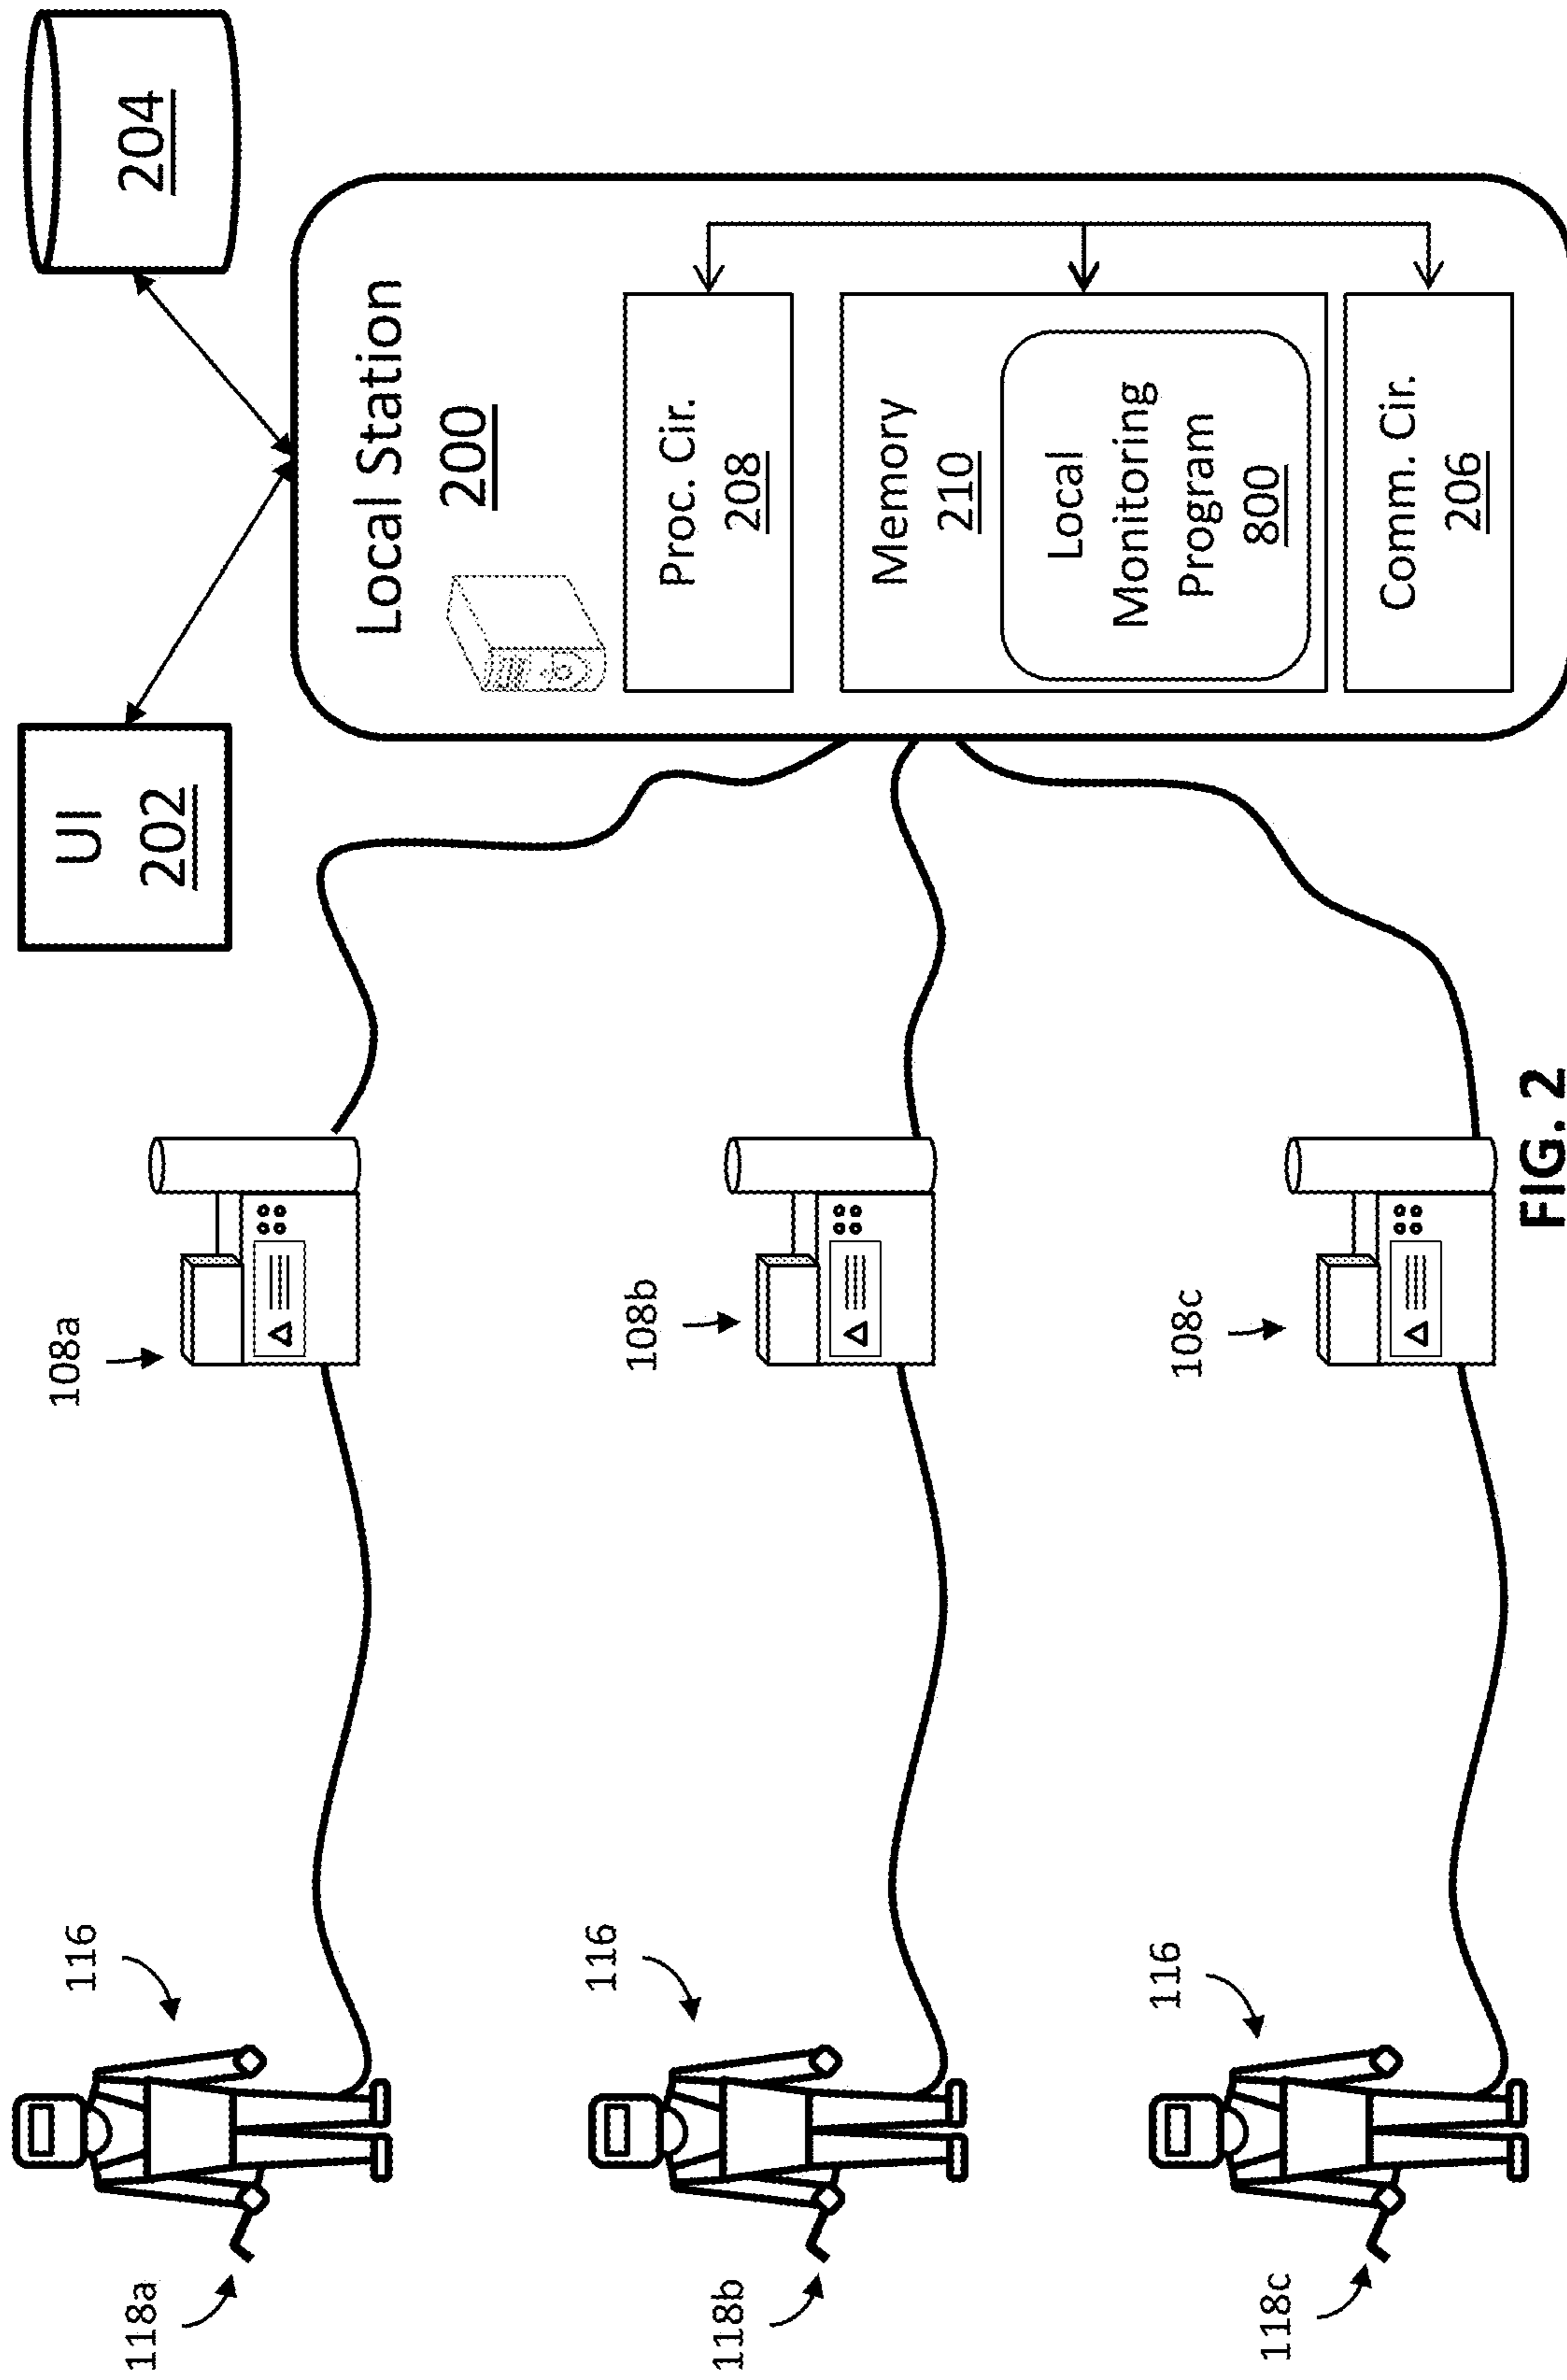 118a
116
108a
UI
202
204
118b
116
108b
118c
116
108c
Local Station
200
Proc. Cir.
208
Memory
210
Local
Monitoring
Program
800
Comm. Cir.
206
FIG. 2